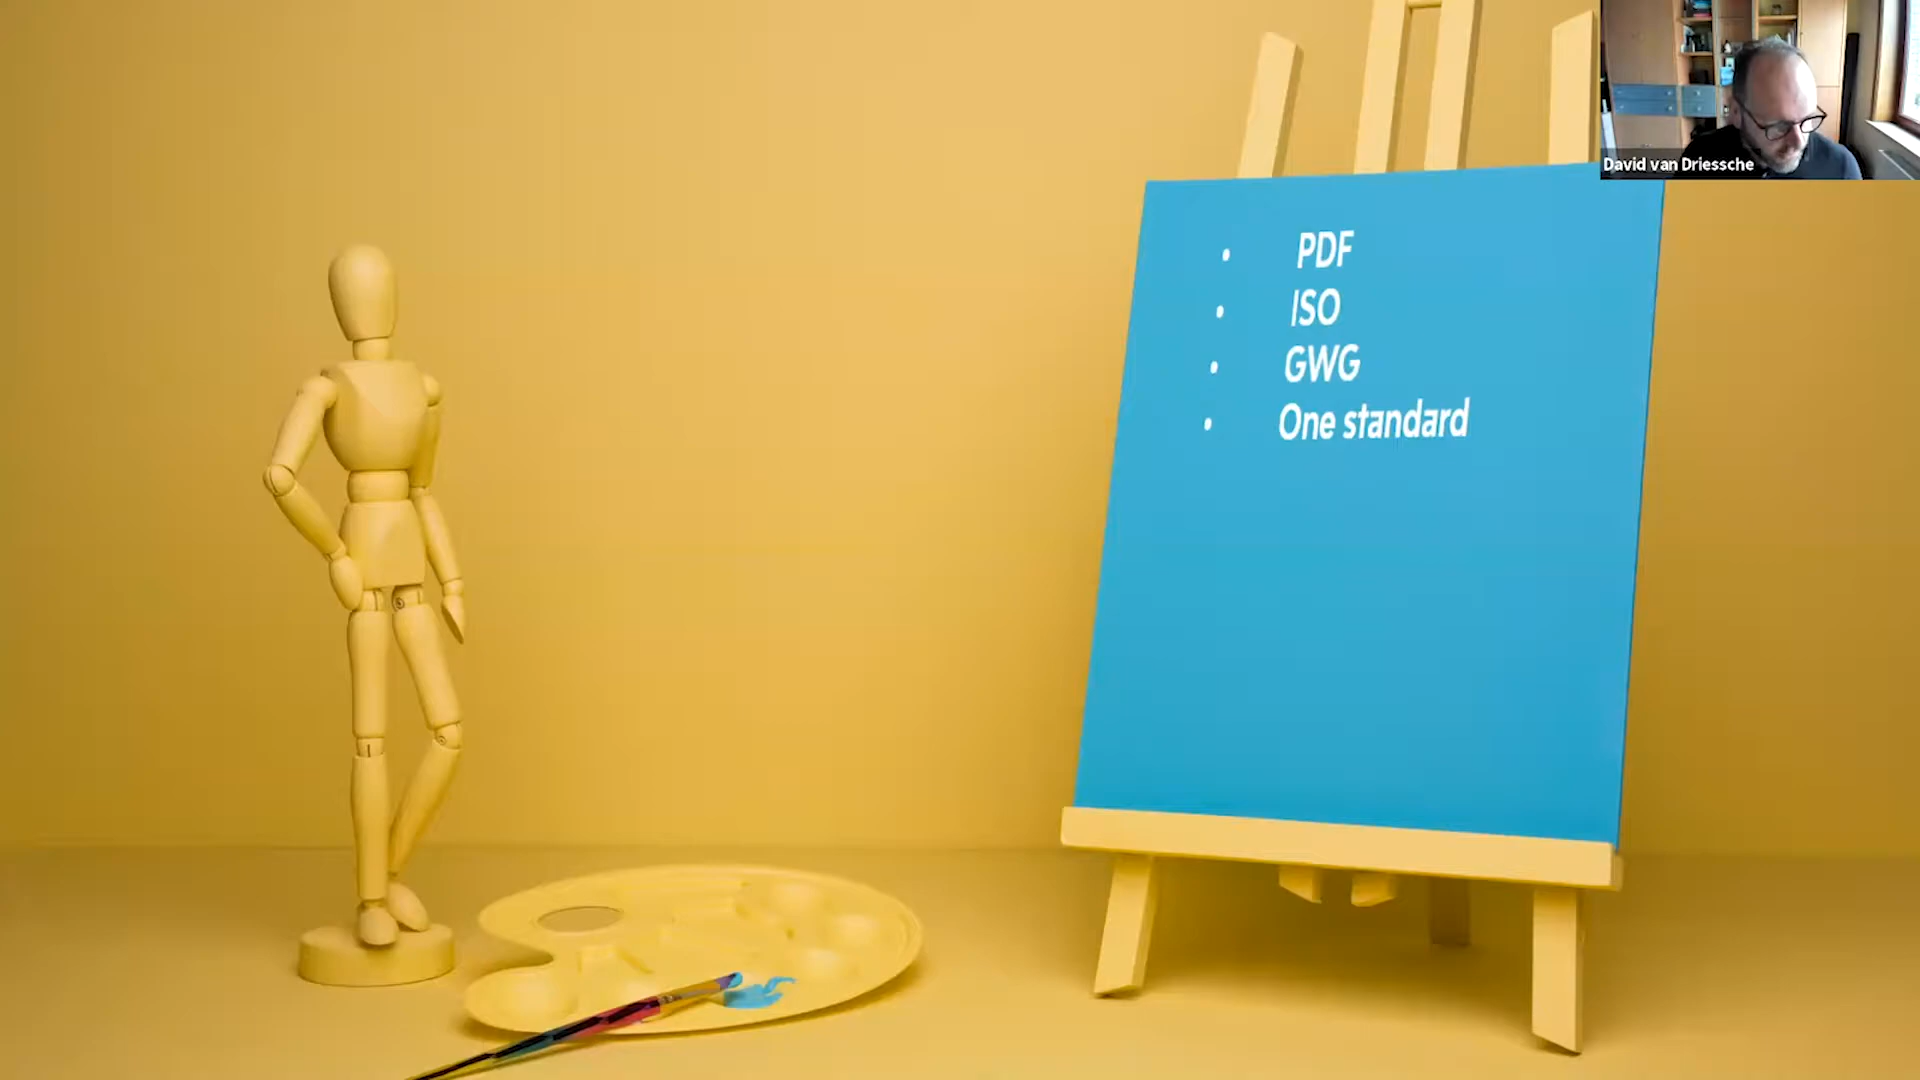 David van Driessche
• PDF
• ISO
• GWG
• One standard